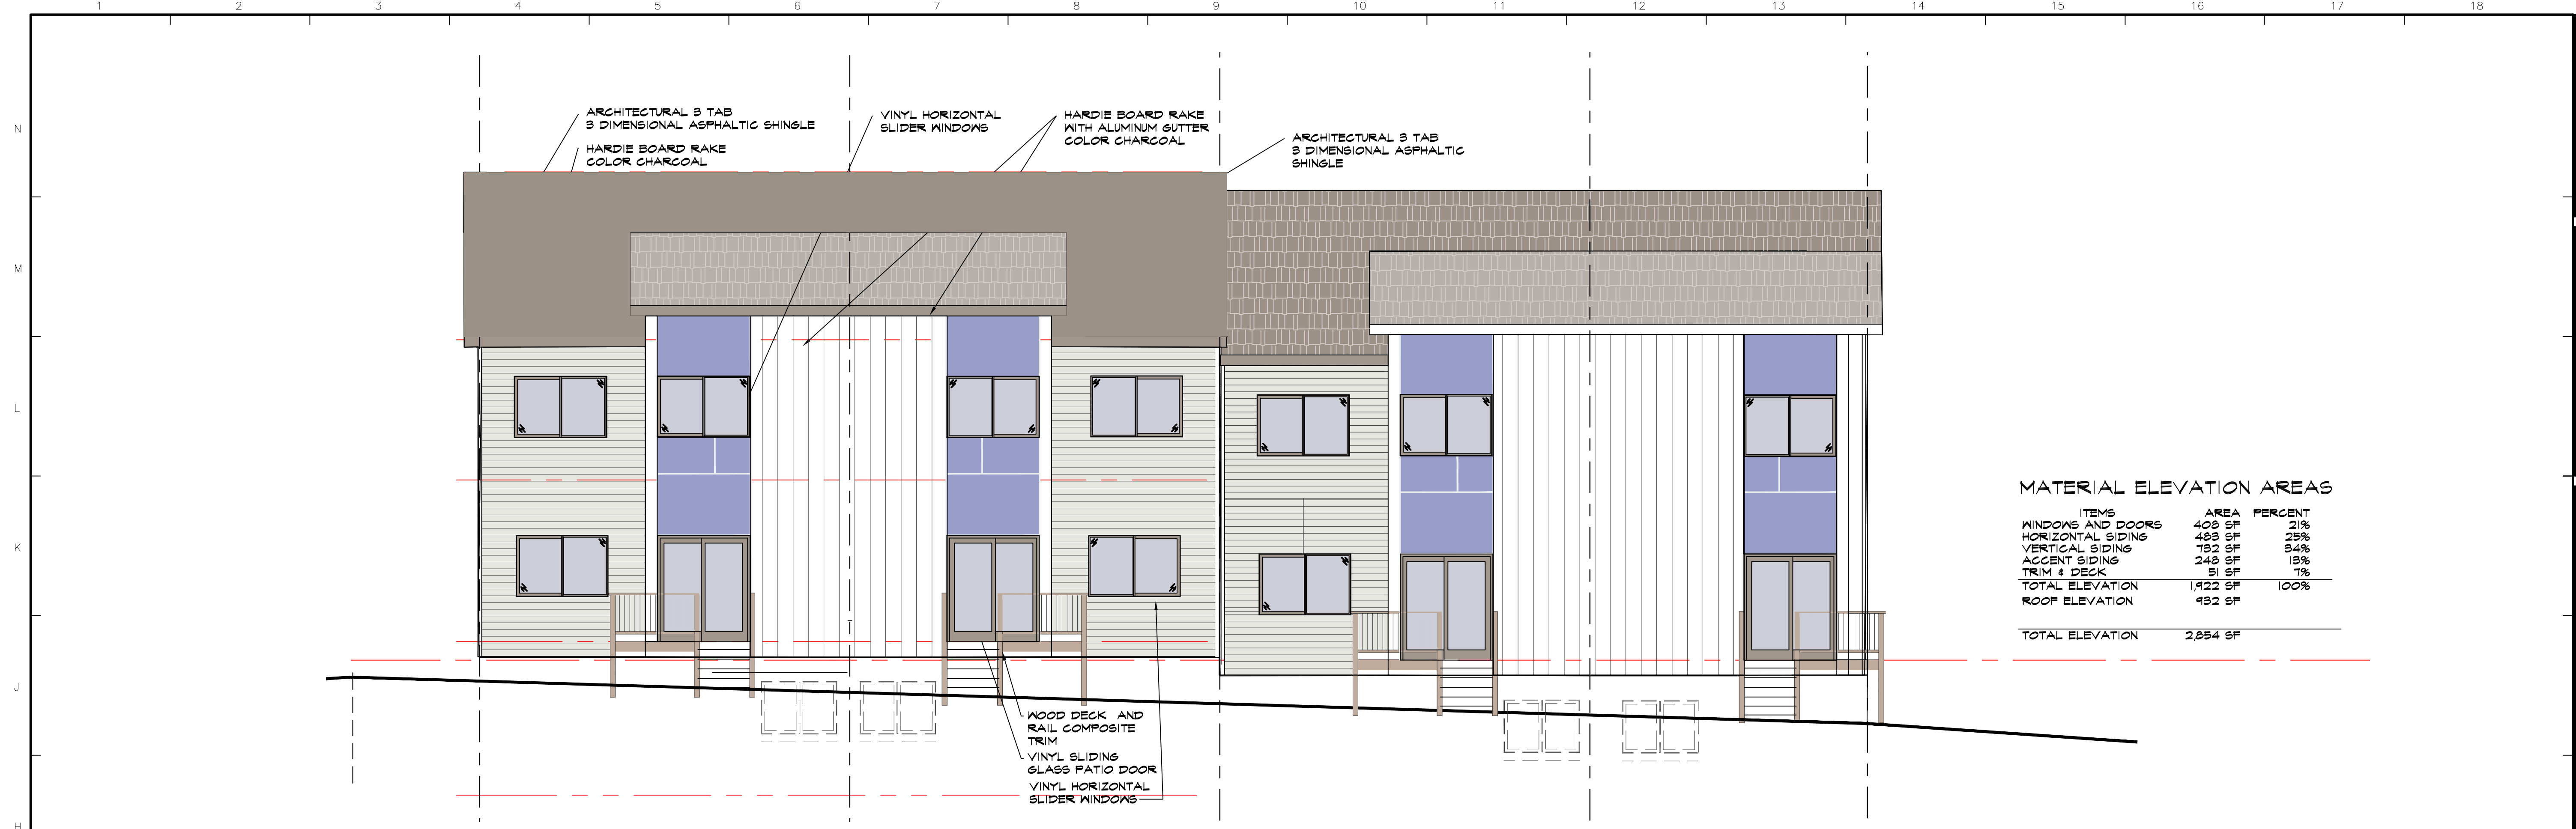 1 2 3 4 5 6 7 8 9 10 11 12 13 14 15 16 17 18
N
M
L
K
J
H
ARCHITECTURAL 3 TAB
3 DIMENSIONAL ASPHALTIC SHINGLE
HARDIE BOARD RAKE
COLOR CHARCOAL
VINYL HORIZONTAL
SLIDER WINDOWS
HARDIE BOARD RAKE
WITH ALUMINUM GUTTER
COLOR CHARCOAL
ARCHITECTURAL 3 TAB
3 DIMENSIONAL ASPHALTIC
SHINGLE
WOOD DECK AND
RAIL COMPOSITE
TRIM
VINYL SLIDING
GLASS PATIO DOOR
VINYL HORIZONTAL
SLIDER WINDOWS
MATERIAL ELEVATION AREAS
ITEMS AREA PERCENT
WINDOWS AND DOORS 408 SF 21%
HORIZONTAL SIDING 483 SF 25%
VERTICAL SIDING 732 SF 34%
ACCENT SIDING 248 SF 13%
TRIM & DECK 51 SF 7%
TOTAL ELEVATION 1,922 SF 100%
ROOF ELEVATION 932 SF
TOTAL ELEVATION 2,854 SF